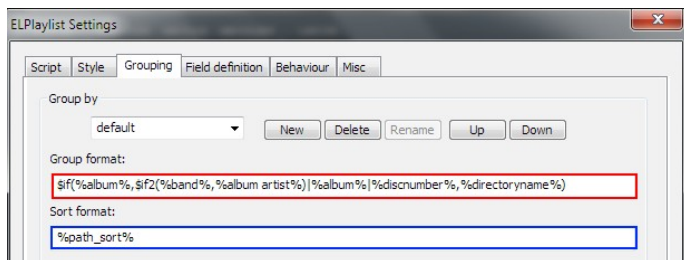 ELPlaylist Settings
Script Style Grouping Field definition Behaviour Misc
Group by
default New Delete Rename Up Down
Group format:
$if(%album%,$if2(%band%,%album artist%)|%album%|%discnumber%,%directoryname%)
Sort format:
%path_sort%